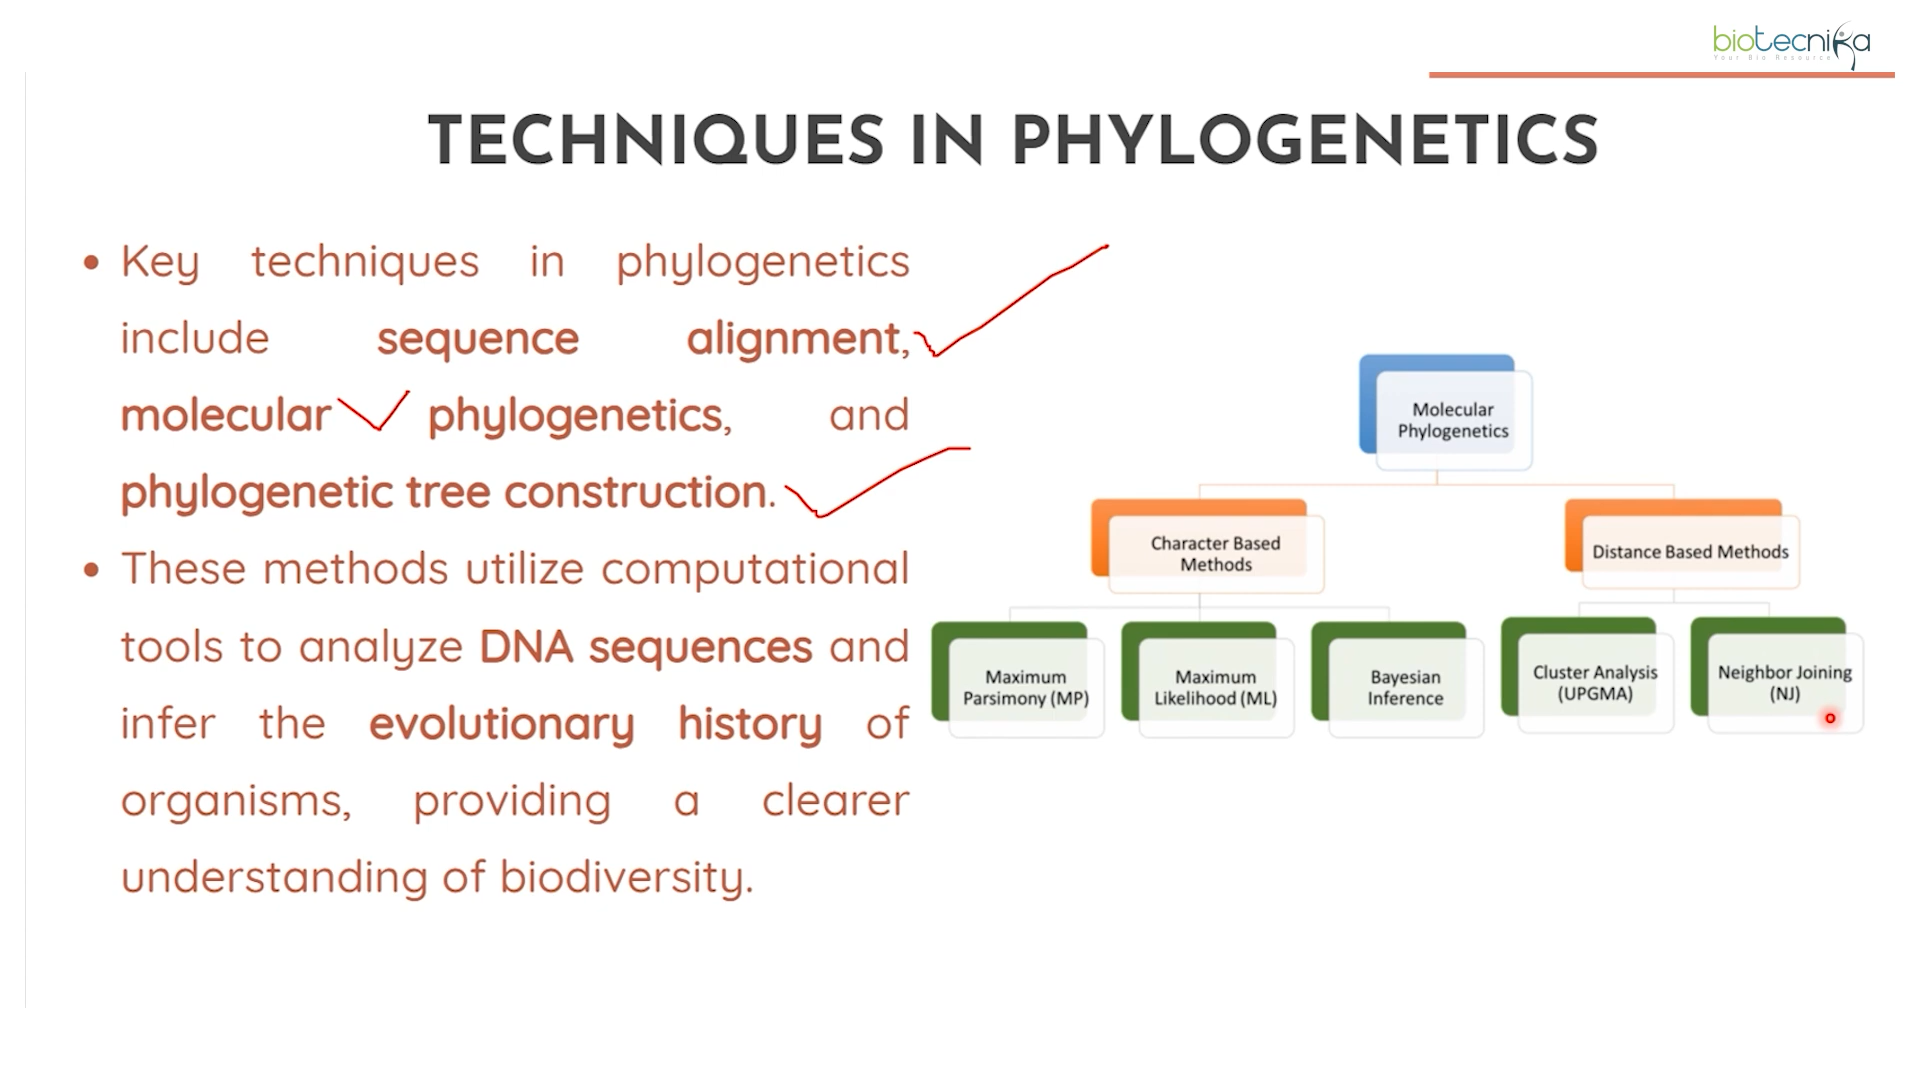 biotecnika
Your Bio Resource
TECHNIQUES IN PHYLOGENETICS
• Key techniques in phylogenetics
include sequence alignment,
molecular phylogenetics, and
phylogenetic tree construction.
• These methods utilize computational
tools to analyze DNA sequences and
infer the evolutionary history of
organisms, providing a clearer
understanding of biodiversity.
Molecular
Phylogenetics
Character Based
Methods
Distance Based Methods
Maximum
Parsimony (MP)
Maximum
Likelihood (ML)
Bayesian
Inference
Cluster Analysis
(UPGMA)
Neighbor Joining
(NJ)